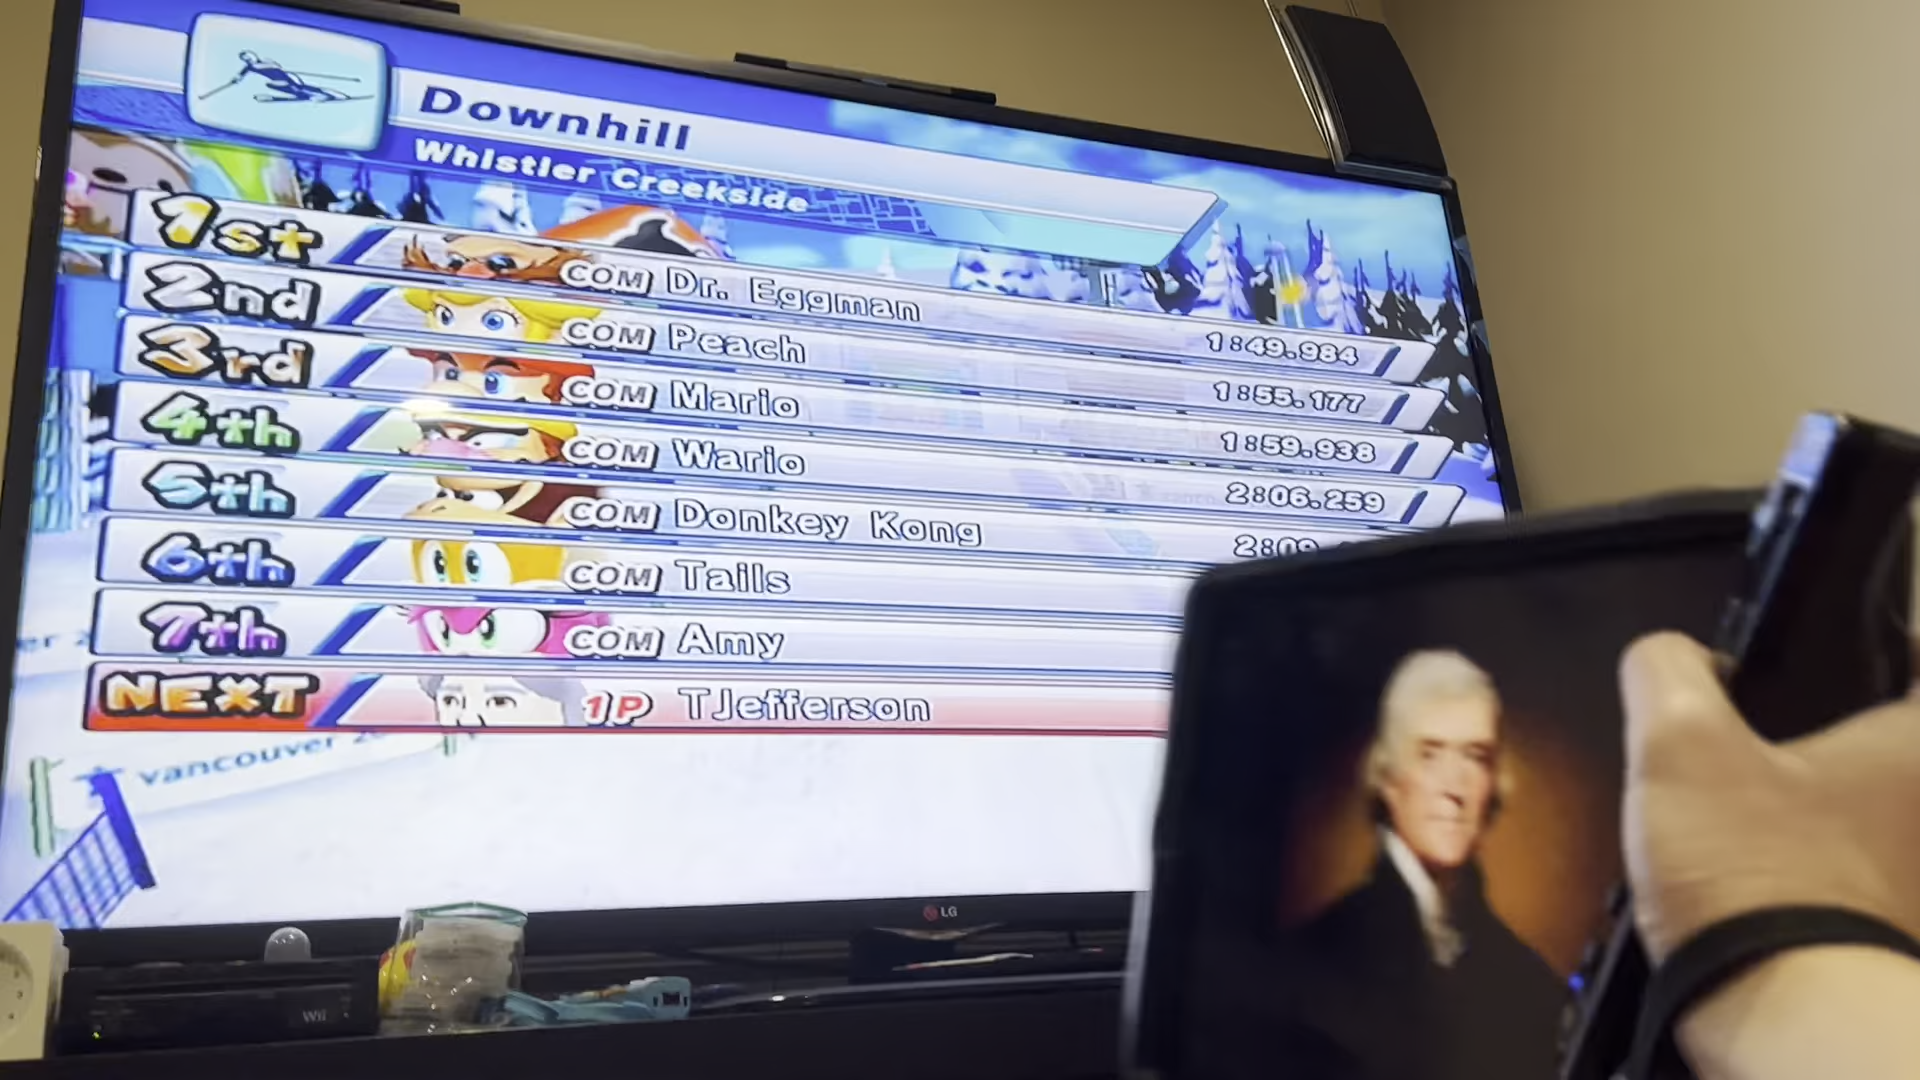 Downhill
Whistler Creekside
1st COM Dr. Eggman 1:49.984
2nd COM Peach 1:55.177
3rd COM Mario 1:59.938
4th COM Wario 2:06.259
5th COM Donkey Kong 2:09
6th COM Tails
7th COM Amy
NEXT 1P TJefferson
vancouver
LG
Wii